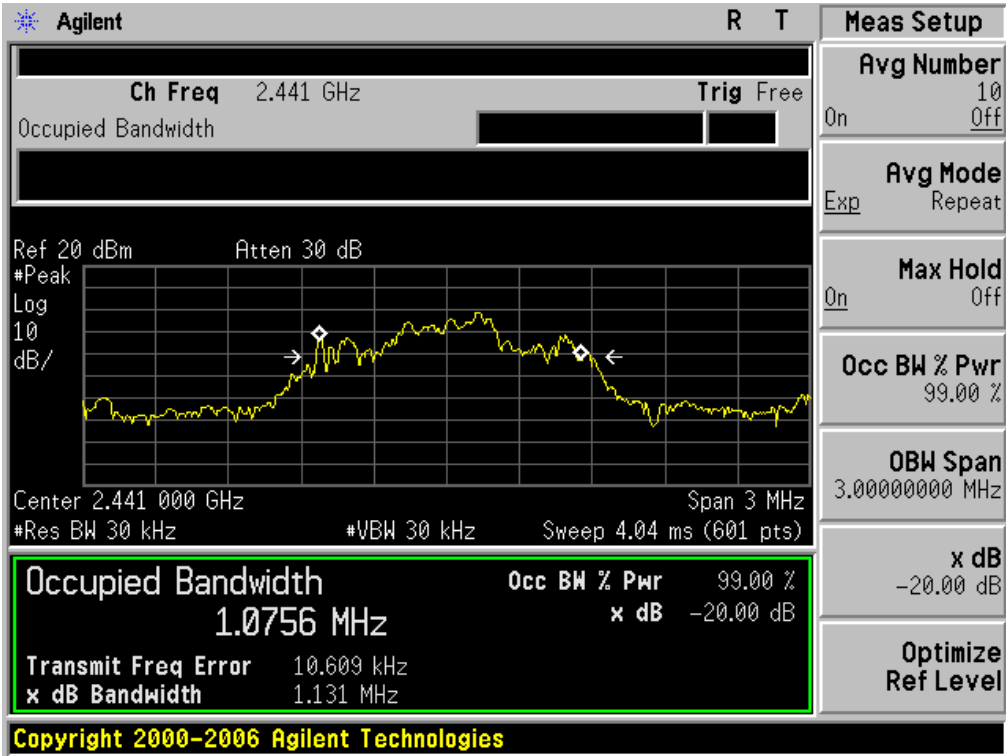 Agilent R T
Ch Freq 2.441 GHz Trig Free
Occupied Bandwidth
Ref 20 dBm Atten 30 dB
#Peak
Log
10
dB/
Center 2.441 000 GHz Span 3 MHz
#Res BW 30 kHz #VBW 30 kHz Sweep 4.04 ms (601 pts)
Occupied Bandwidth
1.0756 MHz
Occ BW % Pwr 99.00 %
x dB -20.00 dB
Transmit Freq Error 10.609 kHz
x dB Bandwidth 1.131 MHz
Copyright 2000-2006 Agilent Technologies
Meas Setup
Avg Number
10
On Off
Avg Mode
Exp Repeat
Max Hold
On Off
Occ BW % Pwr
99.00 %
OBW Span
3.00000000 MHz
x dB
-20.00 dB
Optimize
Ref Level